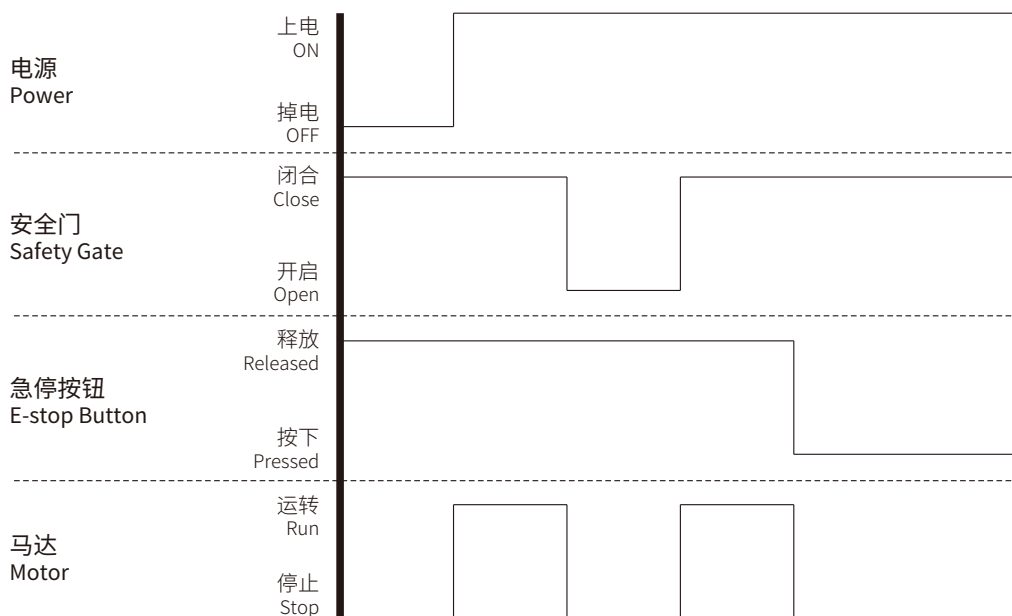 电源
Power
上电
ON
掉电
OFF
安全门
Safety Gate
闭合
Close
开启
Open
急停按钮
E-stop Button
释放
Released
按下
Pressed
马达
Motor
运转
Run
停止
Stop